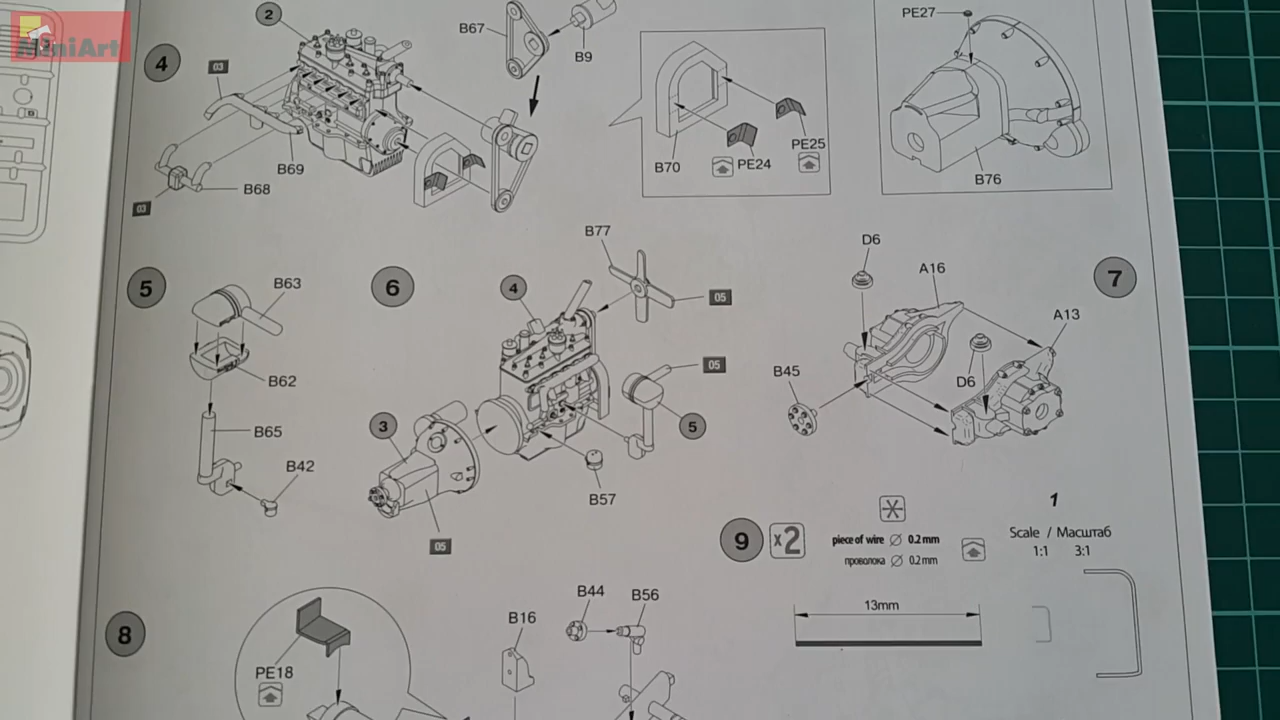 MiniArt
2
B67
B9
PE27
4
03
B69
B68
03
B70
PE24
PE25
B76
5
B63
B62
B65
B42
6
4
B77
05
05
3
5
B57
05
D6
A16
7
A13
B45
D6
9
x2
piece of wire ∅ 0.2 mm
проволока ∅ 0.2 mm
1
Scale / Масштаб
1:1 3:1
13mm
8
PE18
B16
B44
B56